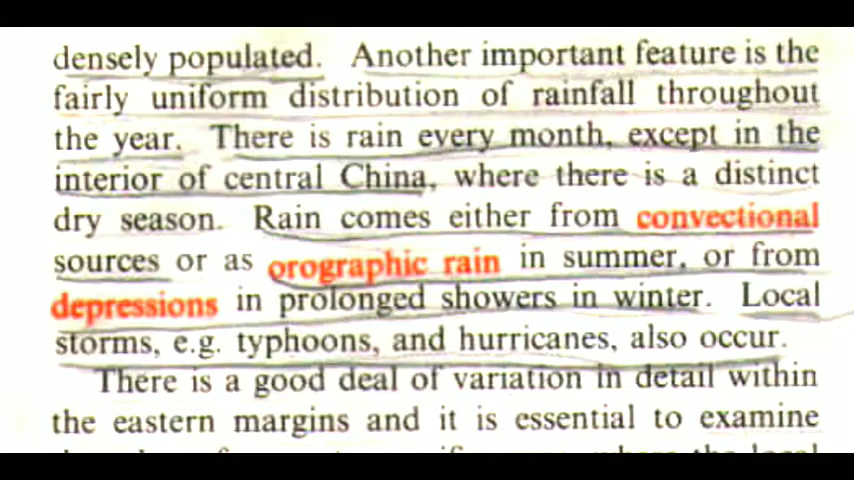 densely populated. Another important feature is the
fairly uniform distribution of rainfall throughout
the year. There is rain every month, except in the
interior of central China, where there is a distinct
dry season. Rain comes either from convectional
sources or as orographic rain in summer, or from
depressions in prolonged showers in winter. Local
storms, e.g. typhoons, and hurricanes, also occur.
There is a good deal of variation in detail within
the eastern margins and it is essential to examine